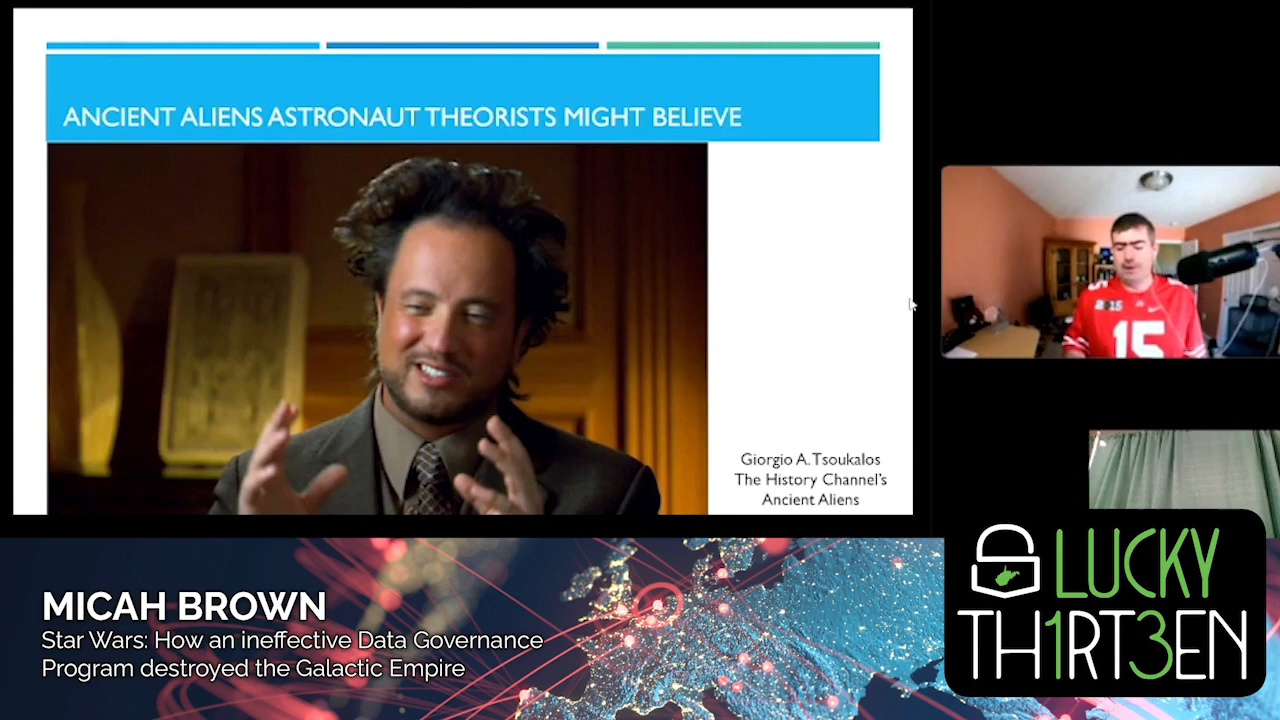 ANCIENT ALIENS ASTRONAUT THEORISTS MIGHT BELIEVE
Giorgio A. Tsoukalos
The History Channel's
Ancient Aliens
15
MICAH BROWN
Star Wars: How an ineffective Data Governance
Program destroyed the Galactic Empire
LUCKY
TH1RT3EN